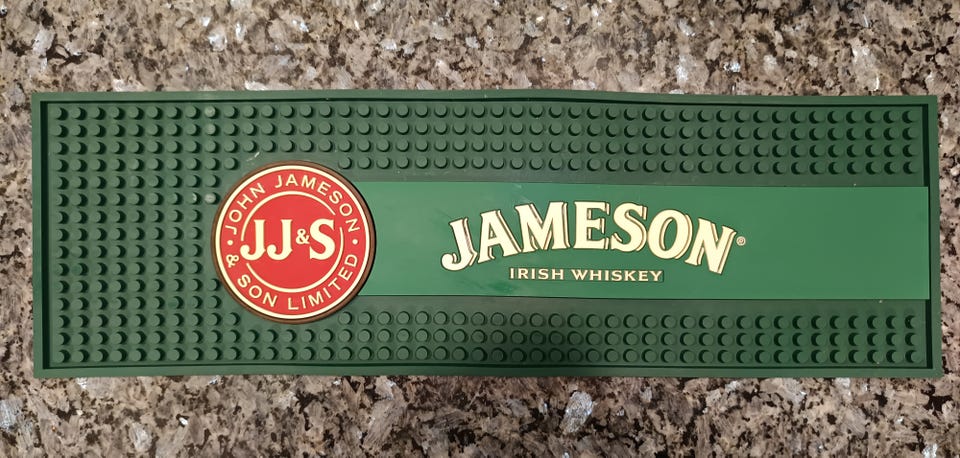 JOHN JAMESON
JJ&S
& SON LIMITED
JAMESON®
IRISH WHISKEY